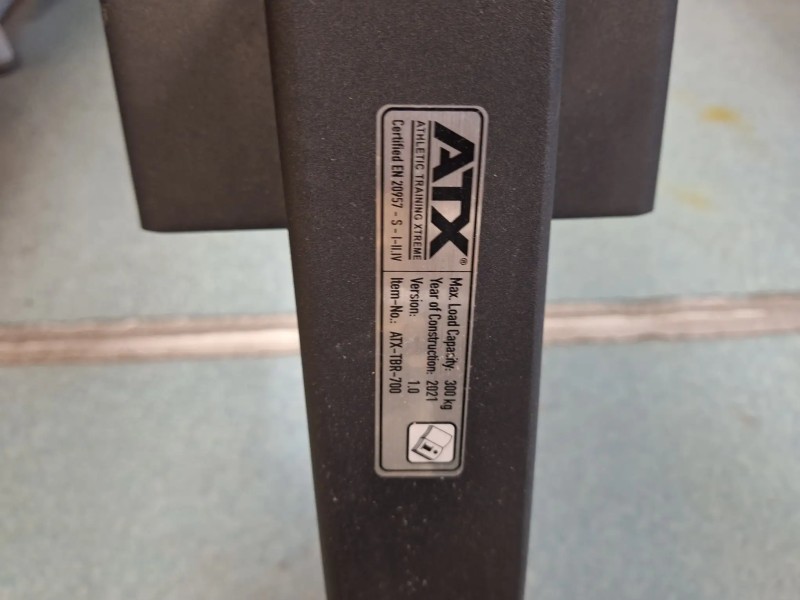 ATX®
ATHLETIC TRAINING XTREME
Certified EN 20957 - S - I-II.IV
Max. Load Capacity: 300 kg
Year of Construction: 2021
Version: 1.0
Item-No.: ATX-TBR-700